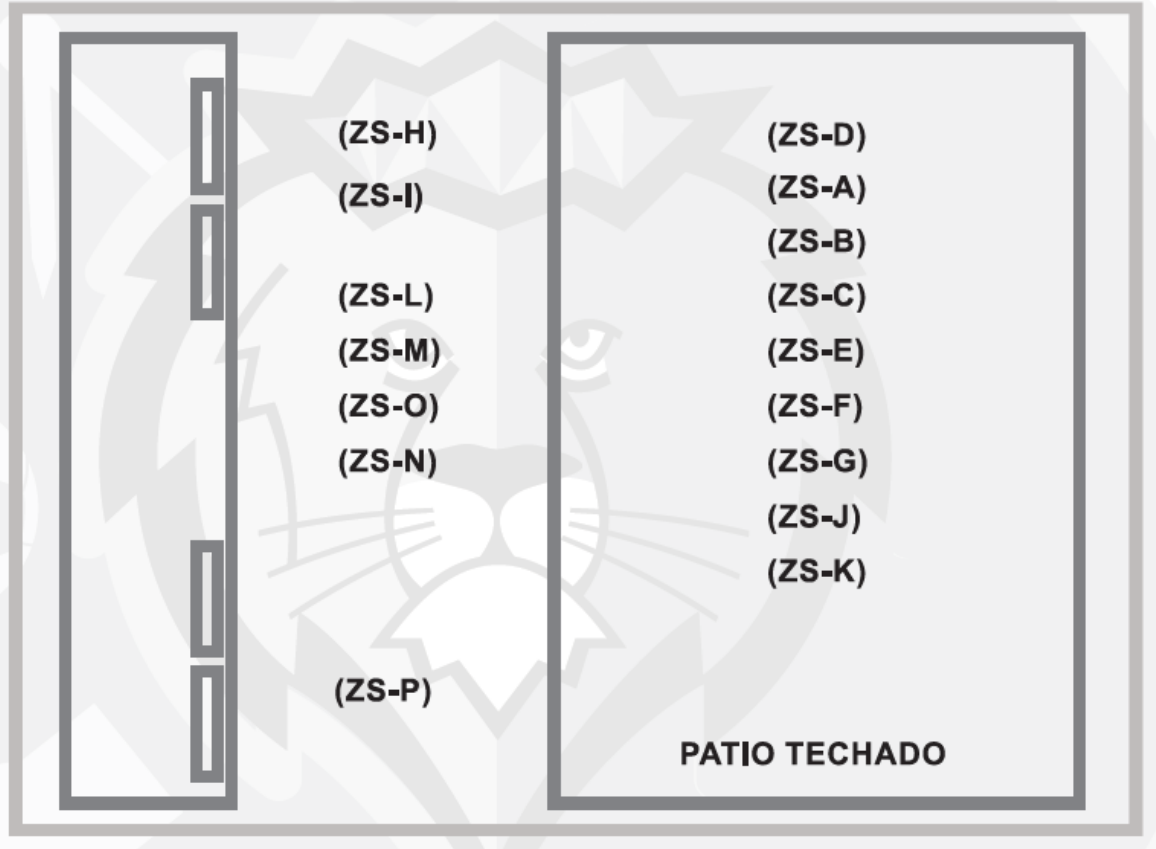 (ZS-H)
(ZS-I)
(ZS-L)
(ZS-M)
(ZS-O)
(ZS-N)
(ZS-P)
(ZS-D)
(ZS-A)
(ZS-B)
(ZS-C)
(ZS-E)
(ZS-F)
(ZS-G)
(ZS-J)
(ZS-K)
PATIO TECHADO